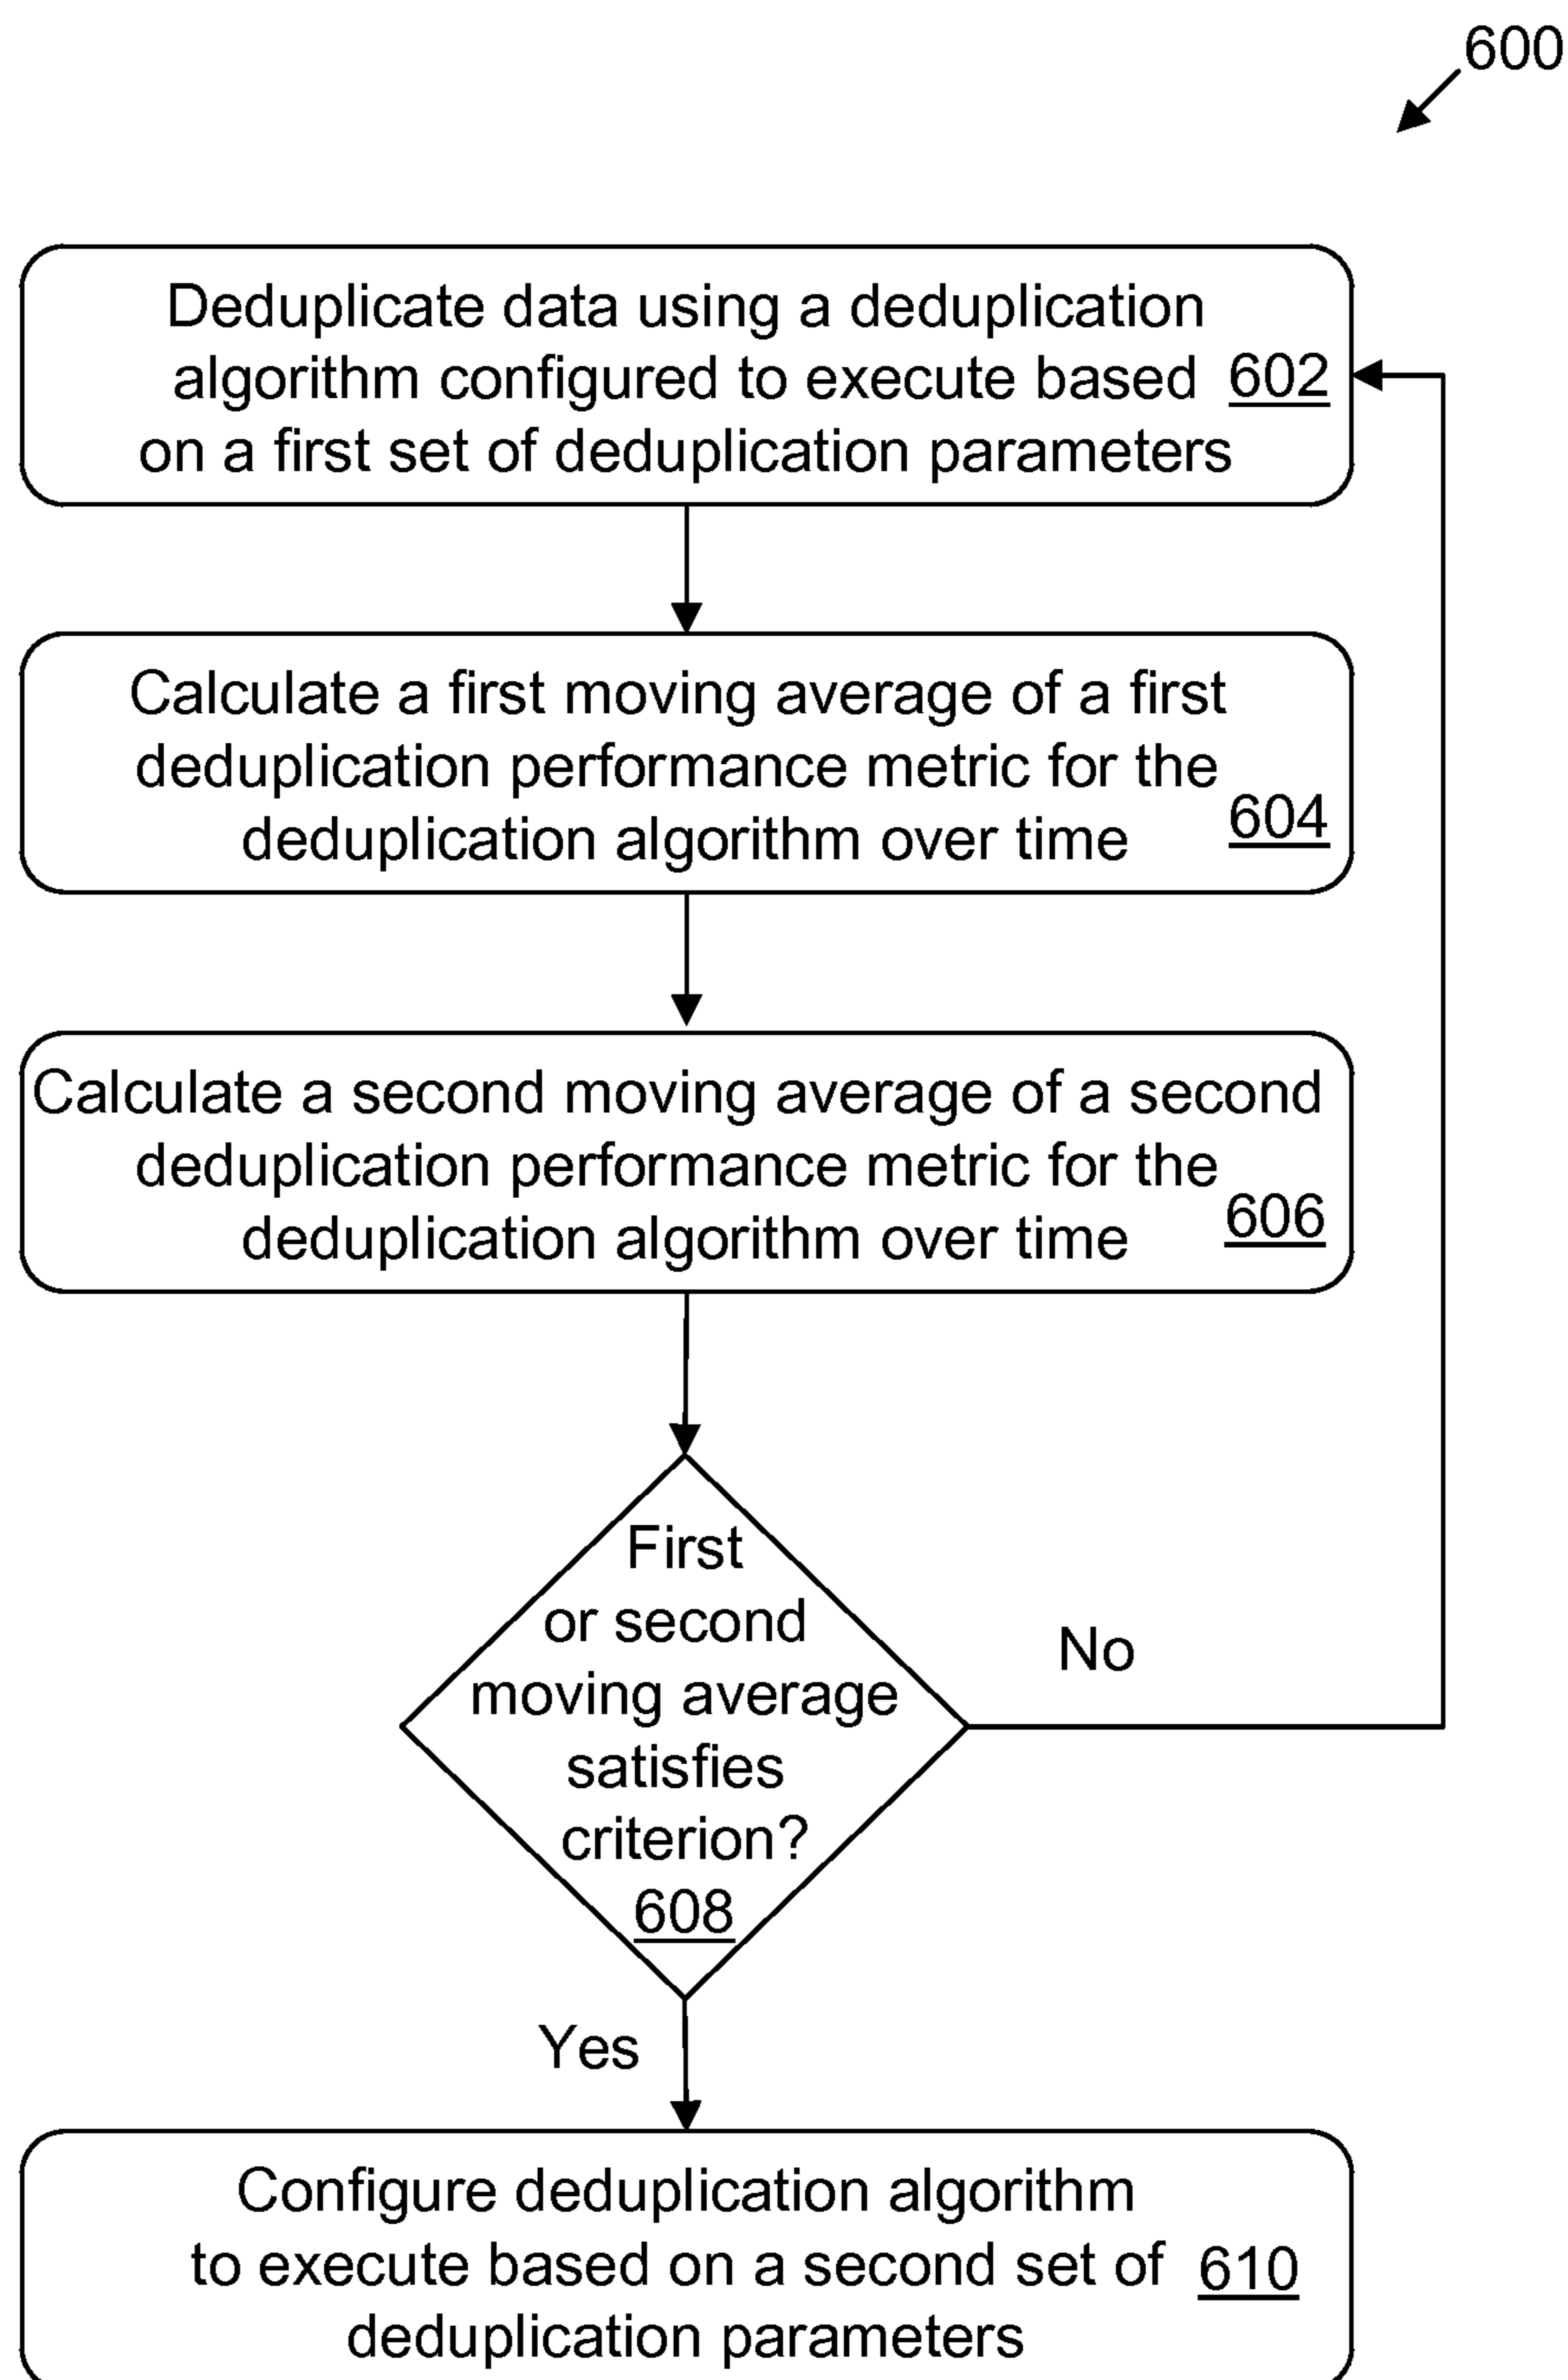 600
Deduplicate data using a deduplication
algorithm configured to execute based 602
on a first set of deduplication parameters
Calculate a first moving average of a first
deduplication performance metric for the
604
deduplication algorithm over time
Calculate a second moving average of a second
deduplication performance metric for the
606
deduplication algorithm over time
First
or second
moving average
satisfies
criterion?
608
No
Yes
Configure deduplication algorithm
to execute based on a second set of 610
deduplication parameters